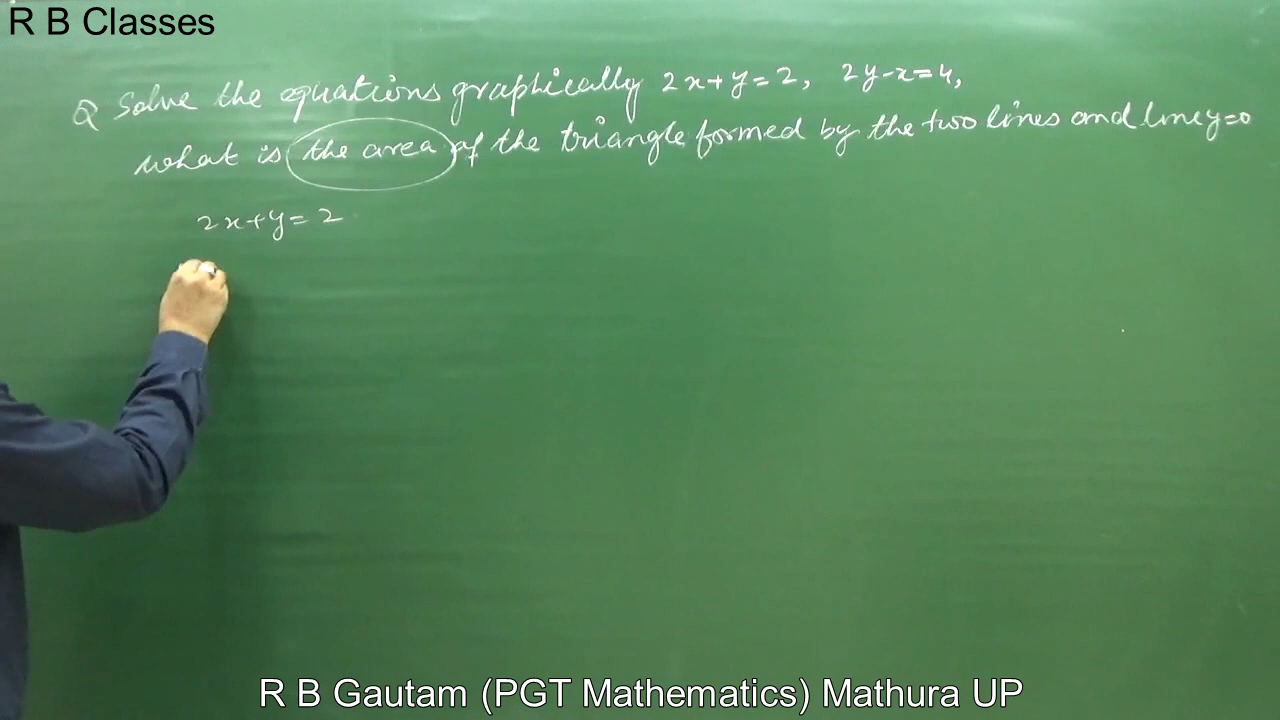 R B Classes
Q Solve the equations graphically 2x+y=2, 2y-x=4,
what is the area of the triangle formed by the two lines and line y=0
2x+y=2
R B Gautam (PGT Mathematics) Mathura UP